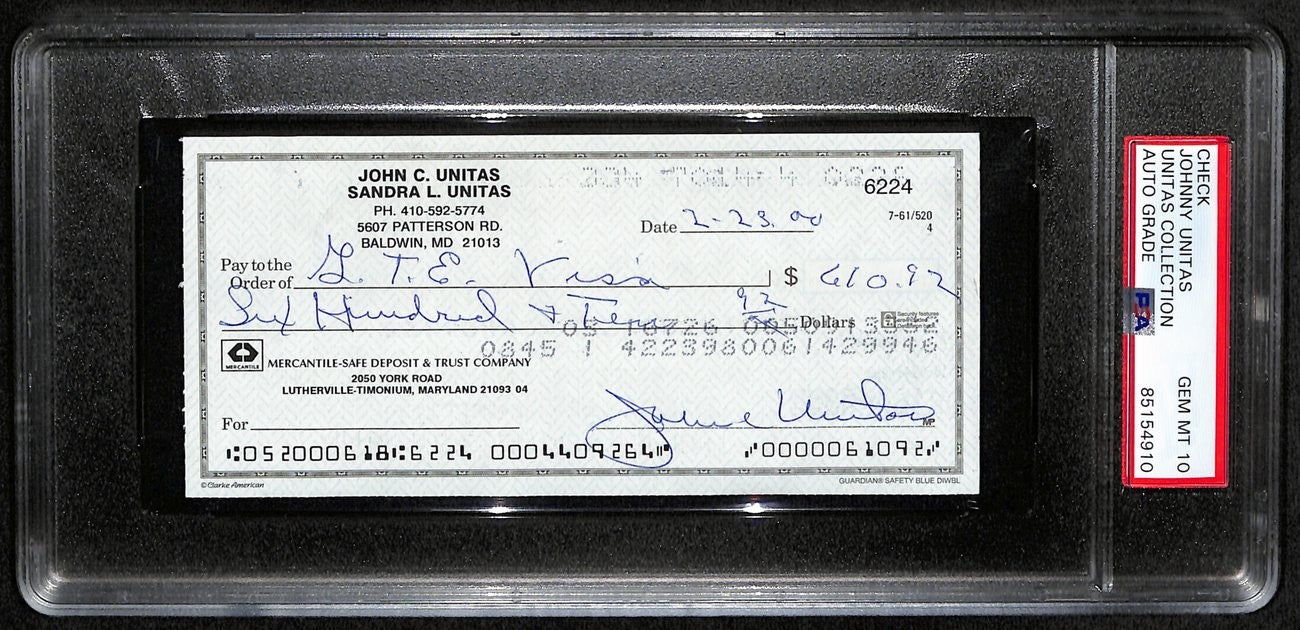 JOHN C. UNITAS
SANDRA L. UNITAS
PH. 410-592-5774
5607 PATTERSON RD.
BALDWIN, MD 21013
6224
Date 2-23.00
7-61/520
4
Pay to the
Order of G. T. E. Visa $ 610.92
Six Hundred + Ten 92 Dollars
Security features
0845 1 4223980061429946
MERCANTILE
MERCANTILE-SAFE DEPOSIT & TRUST COMPANY
2050 YORK ROAD
LUTHERVILLE-TIMONIUM, MARYLAND 21093 04
For
Johnny Unitas
MP
⑆052000618⑆6224 0004409264⑈ ⑈0000061092⑈
©Clarke American
GUARDIAN® SAFETY BLUE DIWBL
CHECK
JOHNNY UNITAS
UNITAS COLLECTION
AUTO GRADE
GEM MT 10
85154910
PSA